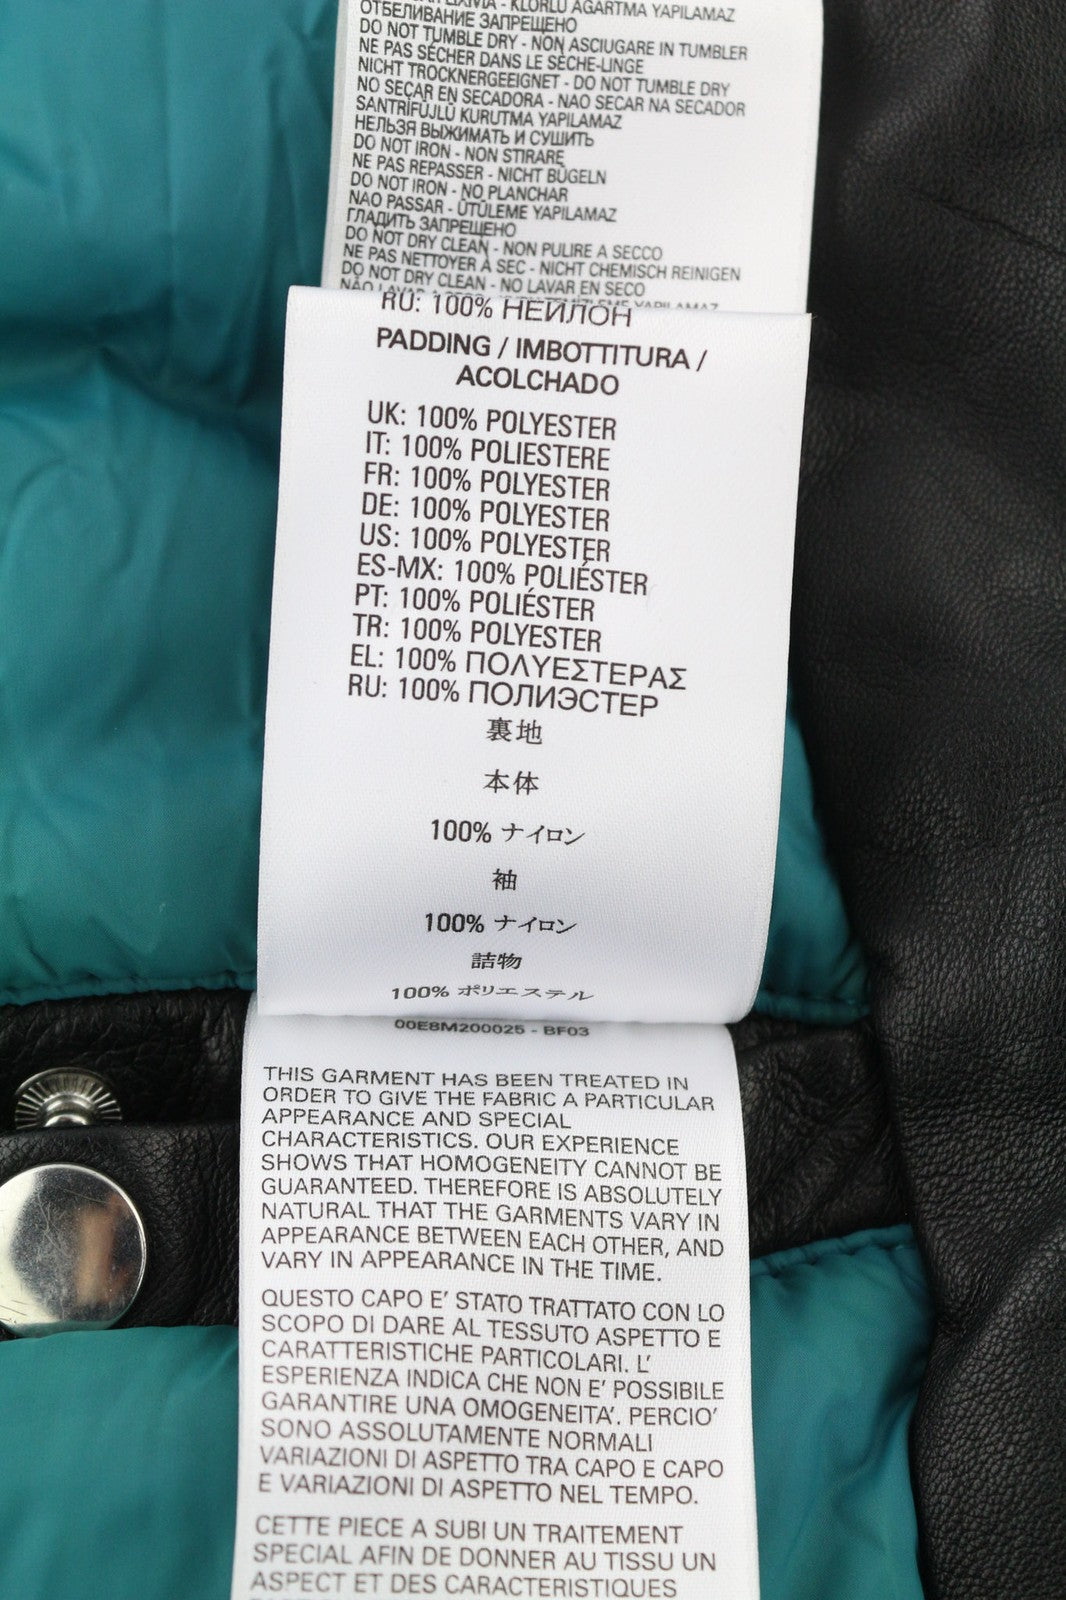 LIXIVIA - KLORLU AGARTMA YAPILAMAZ
ОТБЕЛИВАНИЕ ЗАПРЕЩЕНО
DO NOT TUMBLE DRY - NON ASCIUGARE IN TUMBLER
NE PAS SÉCHER DANS LE SÈCHE-LINGE
NICHT TROCKNERGEEIGNET - DO NOT TUMBLE DRY
NO SECAR EN SECADORA - NAO SECAR NA SECADOR
SANTRİFÜJLÜ KURUTMA YAPILAMAZ
НЕЛЬЗЯ ВЫЖИМАТЬ И СУШИТЬ
DO NOT IRON - NON STIRARE
NE PAS REPASSER - NICHT BÜGELN
DO NOT IRON - NO PLANCHAR
NAO PASSAR - ÜTÜLEME YAPILAMAZ
ГЛАДИТЬ ЗАПРЕЩЕНО
DO NOT DRY CLEAN - NON PULIRE A SECCO
NE PAS NETTOYER À SEC - NICHT CHEMISCH REINIGEN
DO NOT DRY CLEAN - NO LAVAR EN SECO
NÃO LAVAR A YAPILAMAZ
RU: 100% НЕЙЛОН
PADDING / IMBOTTITURA /
ACOLCHADO
UK: 100% POLYESTER
IT: 100% POLIESTERE
FR: 100% POLYESTER
DE: 100% POLYESTER
US: 100% POLYESTER
ES-MX: 100% POLIÉSTER
PT: 100% POLIÉSTER
TR: 100% POLYESTER
EL: 100% ΠΟΛΥΕΣΤΕΡΑΣ
RU: 100% ПОЛИЭСТЕР
裏地
本体
100% ナイロン
袖
100% ナイロン
詰物
100% ポリエステル
00E8M200025 - BF03
THIS GARMENT HAS BEEN TREATED IN
ORDER TO GIVE THE FABRIC A PARTICULAR
APPEARANCE AND SPECIAL
CHARACTERISTICS. OUR EXPERIENCE
SHOWS THAT HOMOGENEITY CANNOT BE
GUARANTEED. THEREFORE IS ABSOLUTELY
NATURAL THAT THE GARMENTS VARY IN
APPEARANCE BETWEEN EACH OTHER, AND
VARY IN APPEARANCE IN THE TIME.
QUESTO CAPO E' STATO TRATTATO CON LO
SCOPO DI DARE AL TESSUTO ASPETTO E
CARATTERISTICHE PARTICOLARI. L'
ESPERIENZA INDICA CHE NON E' POSSIBILE
GARANTIRE UNA OMOGENEITA'. PERCIO'
SONO ASSOLUTAMENTE NORMALI
VARIAZIONI DI ASPETTO TRA CAPO E CAPO
E VARIAZIONI DI ASPETTO NEL TEMPO.
CETTE PIECE A SUBI UN TRAITEMENT
SPECIAL AFIN DE DONNER AU TISSU UN
ASPECT ET DES CARACTERISTIQUES